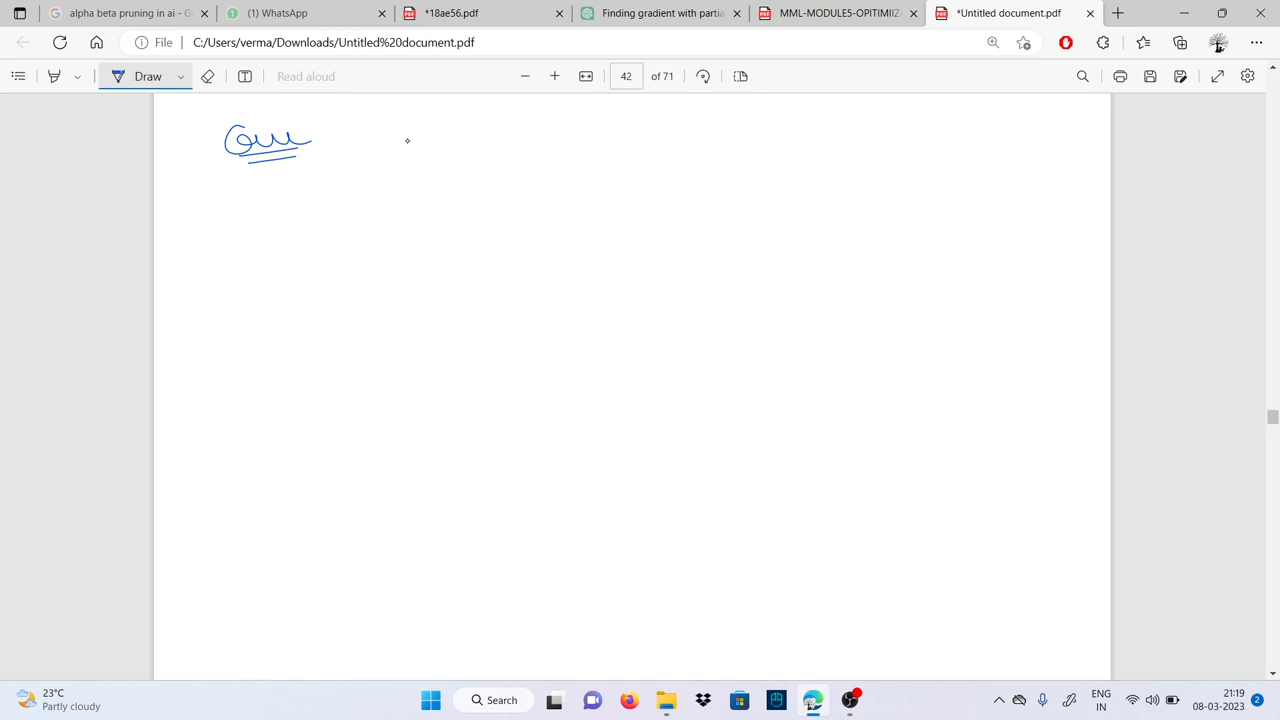 alpha beta pruning in ai - G
(1) WhatsApp
*18ae56.pdf
Finding gradient with partia
MML-MODULE5-OPITIMIZA
*Untitled document.pdf
File C:/Users/verma/Downloads/Untitled%20document.pdf
Draw Read aloud 42 of 71
23°C
Partly cloudy
Search
ENG
IN
21:19
08-03-2023
2